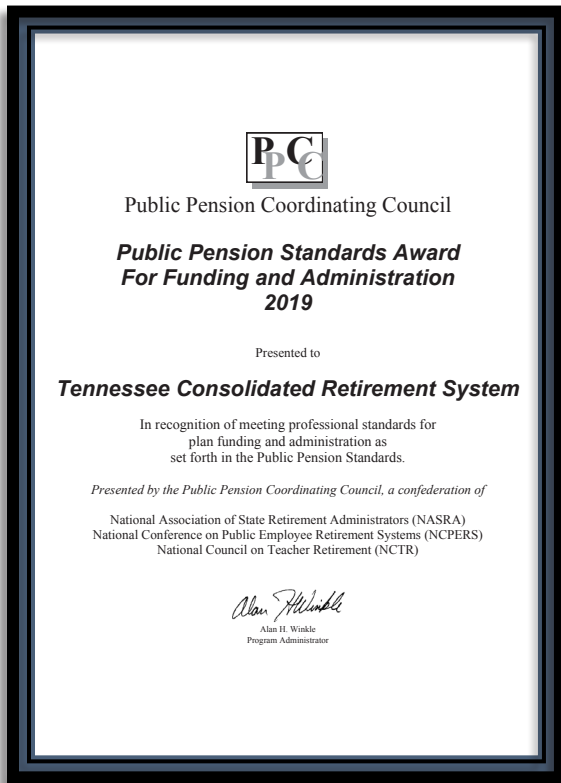 PPCC
Public Pension Coordinating Council
Public Pension Standards Award
For Funding and Administration
2019
Presented to
Tennessee Consolidated Retirement System
In recognition of meeting professional standards for
plan funding and administration as
set forth in the Public Pension Standards.
Presented by the Public Pension Coordinating Council, a confederation of
National Association of State Retirement Administrators (NASRA)
National Conference on Public Employee Retirement Systems (NCPERS)
National Council on Teacher Retirement (NCTR)
Alan H Winkle
Alan H. Winkle
Program Administrator